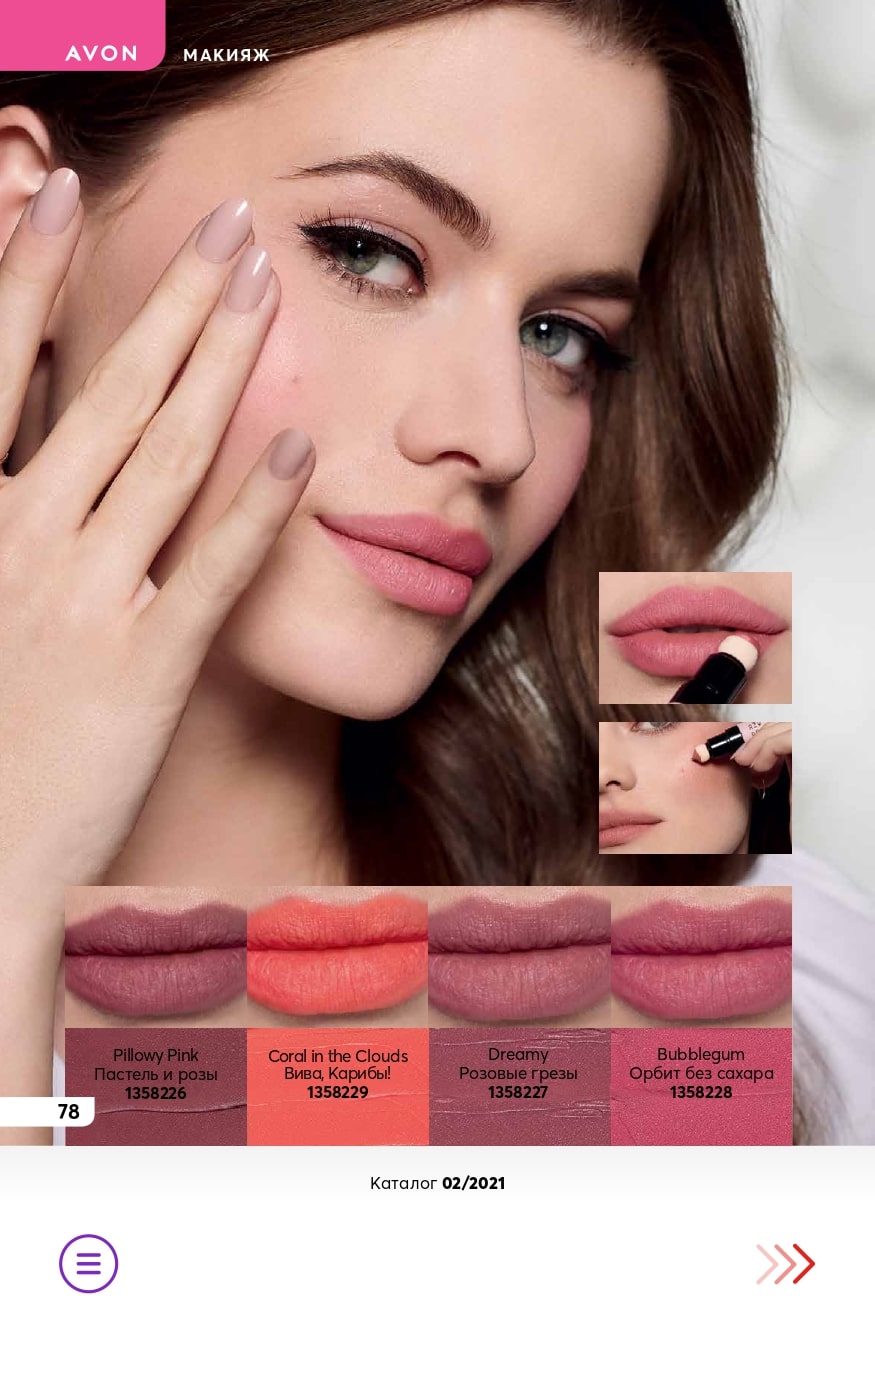 AVON
МАКИЯЖ
Pillowy Pink
Пастель и розы
1358226
Coral in the Clouds
Вива, Карибы!
1358229
Dreamy
Розовые грезы
1358227
Bubblegum
Орбит без сахара
1358228
78
Каталог 02/2021